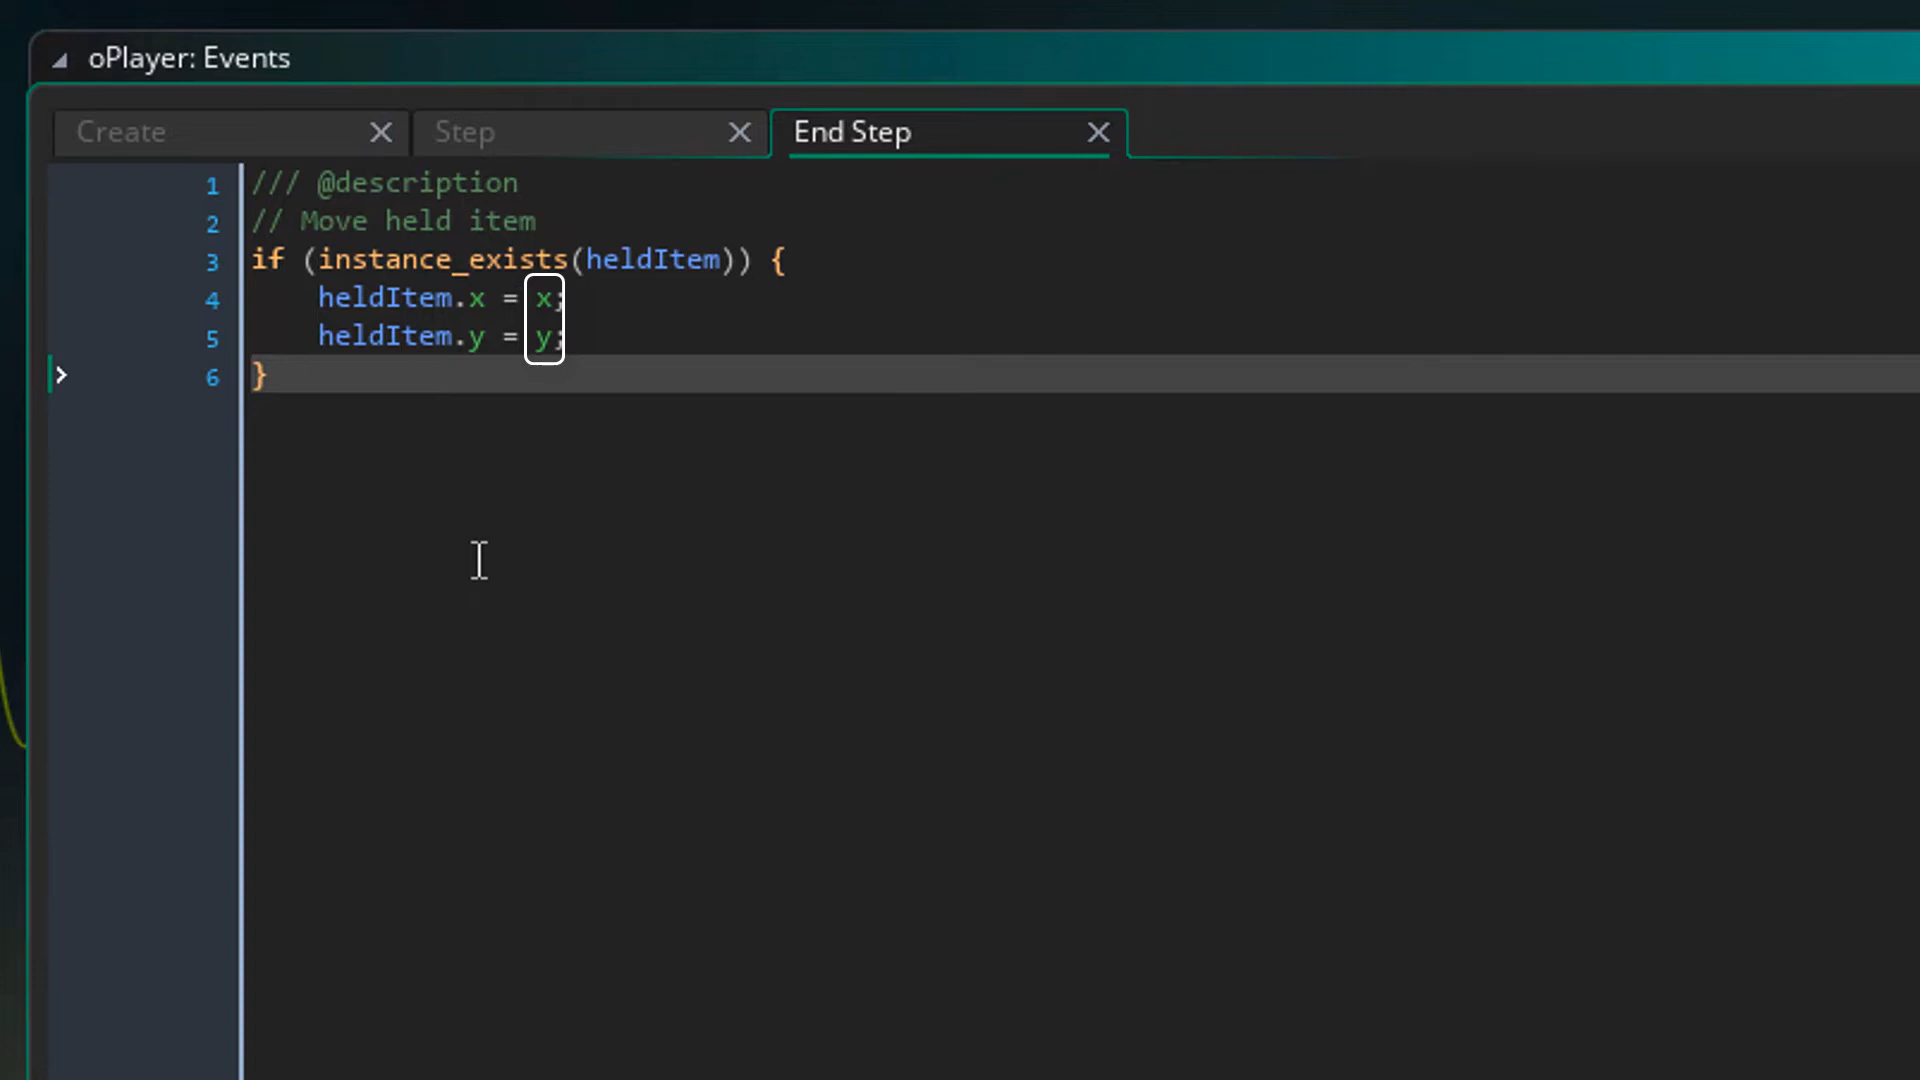 oPlayer: Events
Create Step End Step
1 /// @description
2 // Move held item
3 if (instance_exists(heldItem)) {
4 heldItem.x = x;
5 heldItem.y = y;
6 }